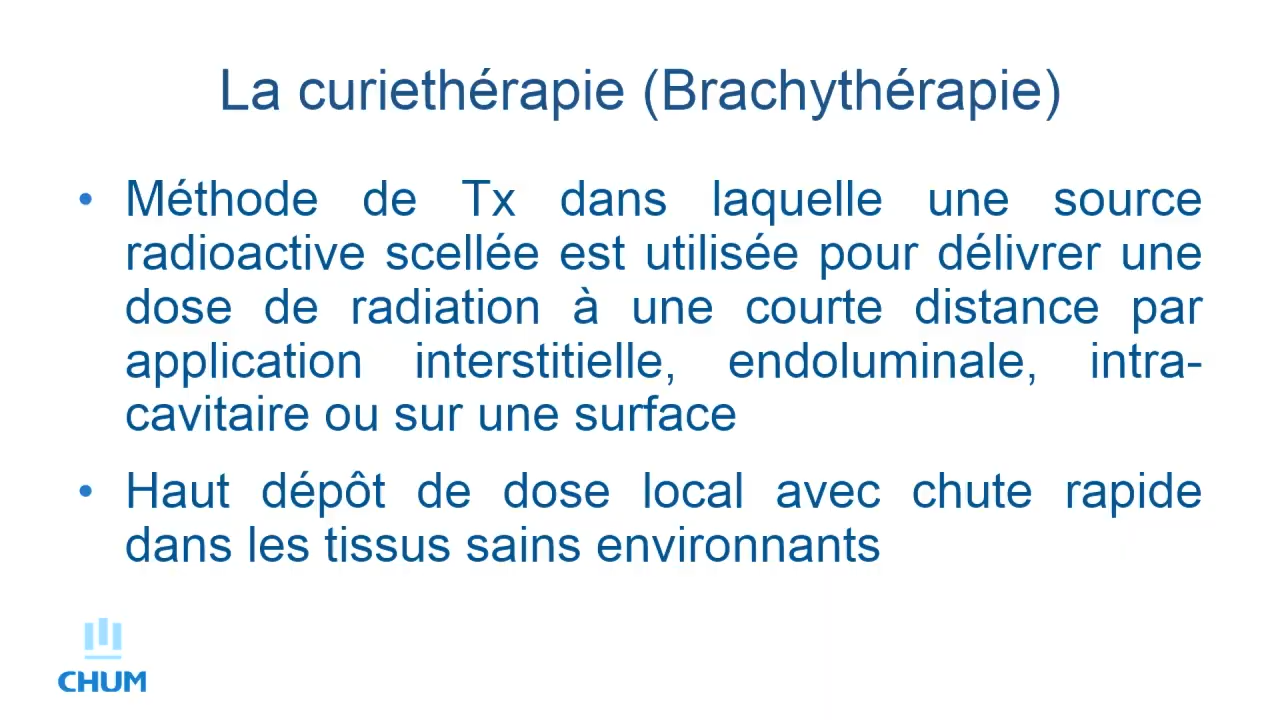 La curiethérapie (Brachythérapie)
• Méthode de Tx dans laquelle une source
radioactive scellée est utilisée pour délivrer une
dose de radiation à une courte distance par
application interstitielle, endoluminale, intra-
cavitaire ou sur une surface
• Haut dépôt de dose local avec chute rapide
dans les tissus sains environnants
CHUM